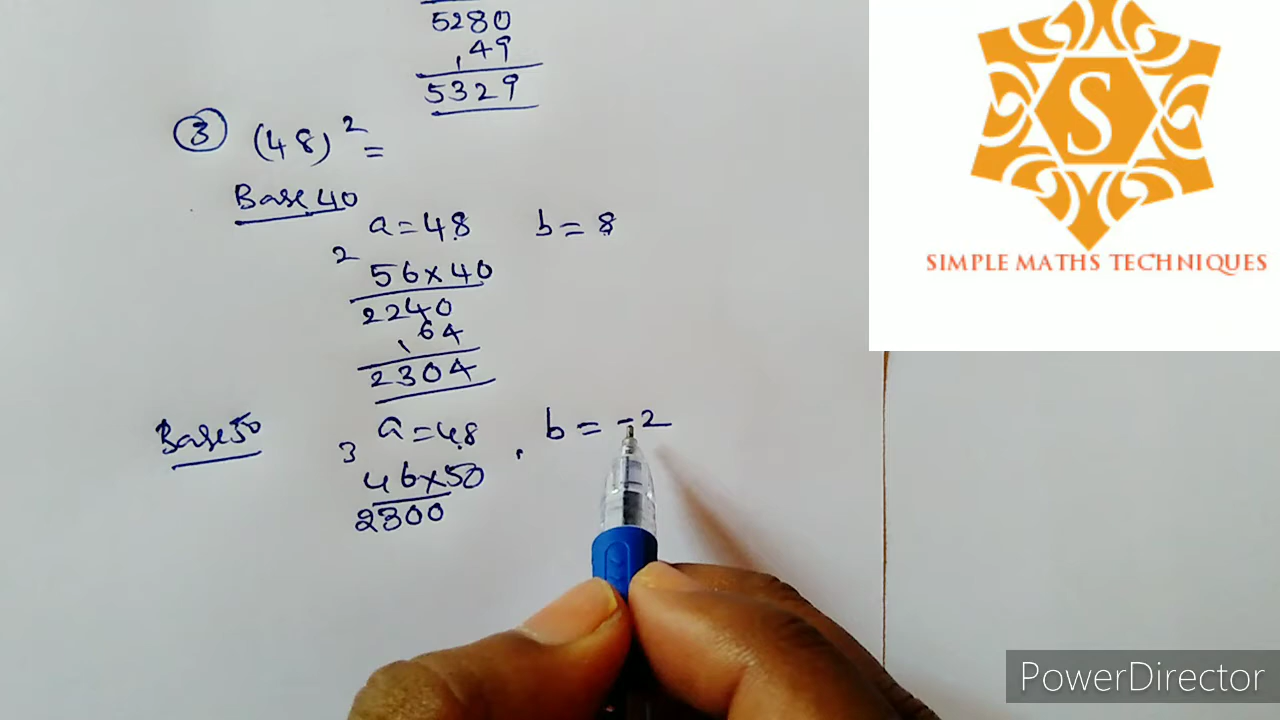 5280
49
5329
3 (48)² =
Base 40
a = 48 b = 8
2
56 x 40
2240
64
2304
Base 50 a = 48 b = -2
3
46 x 50
2300
S
SIMPLE MATHS TECHNIQUES
PowerDirector